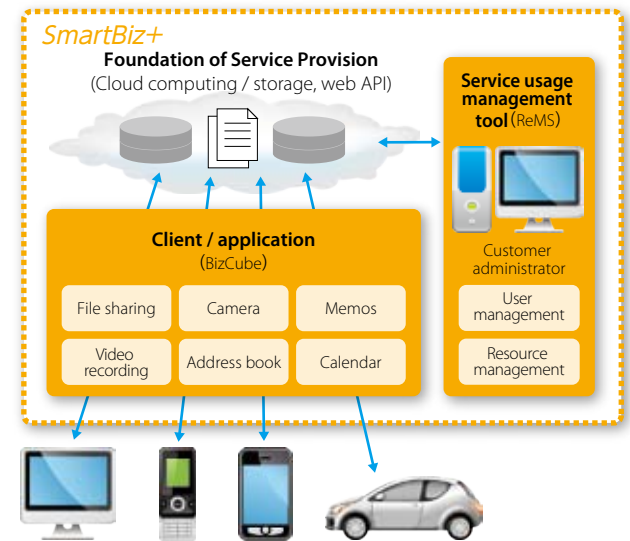 SmartBiz+
Foundation of Service Provision
(Cloud computing / storage, web API)
Service usage
management
tool (ReMS)
Customer
administrator
User
management
Resource
management
Client / application
(BizCube)
File sharing
Camera
Memos
Video
recording
Address book
Calendar